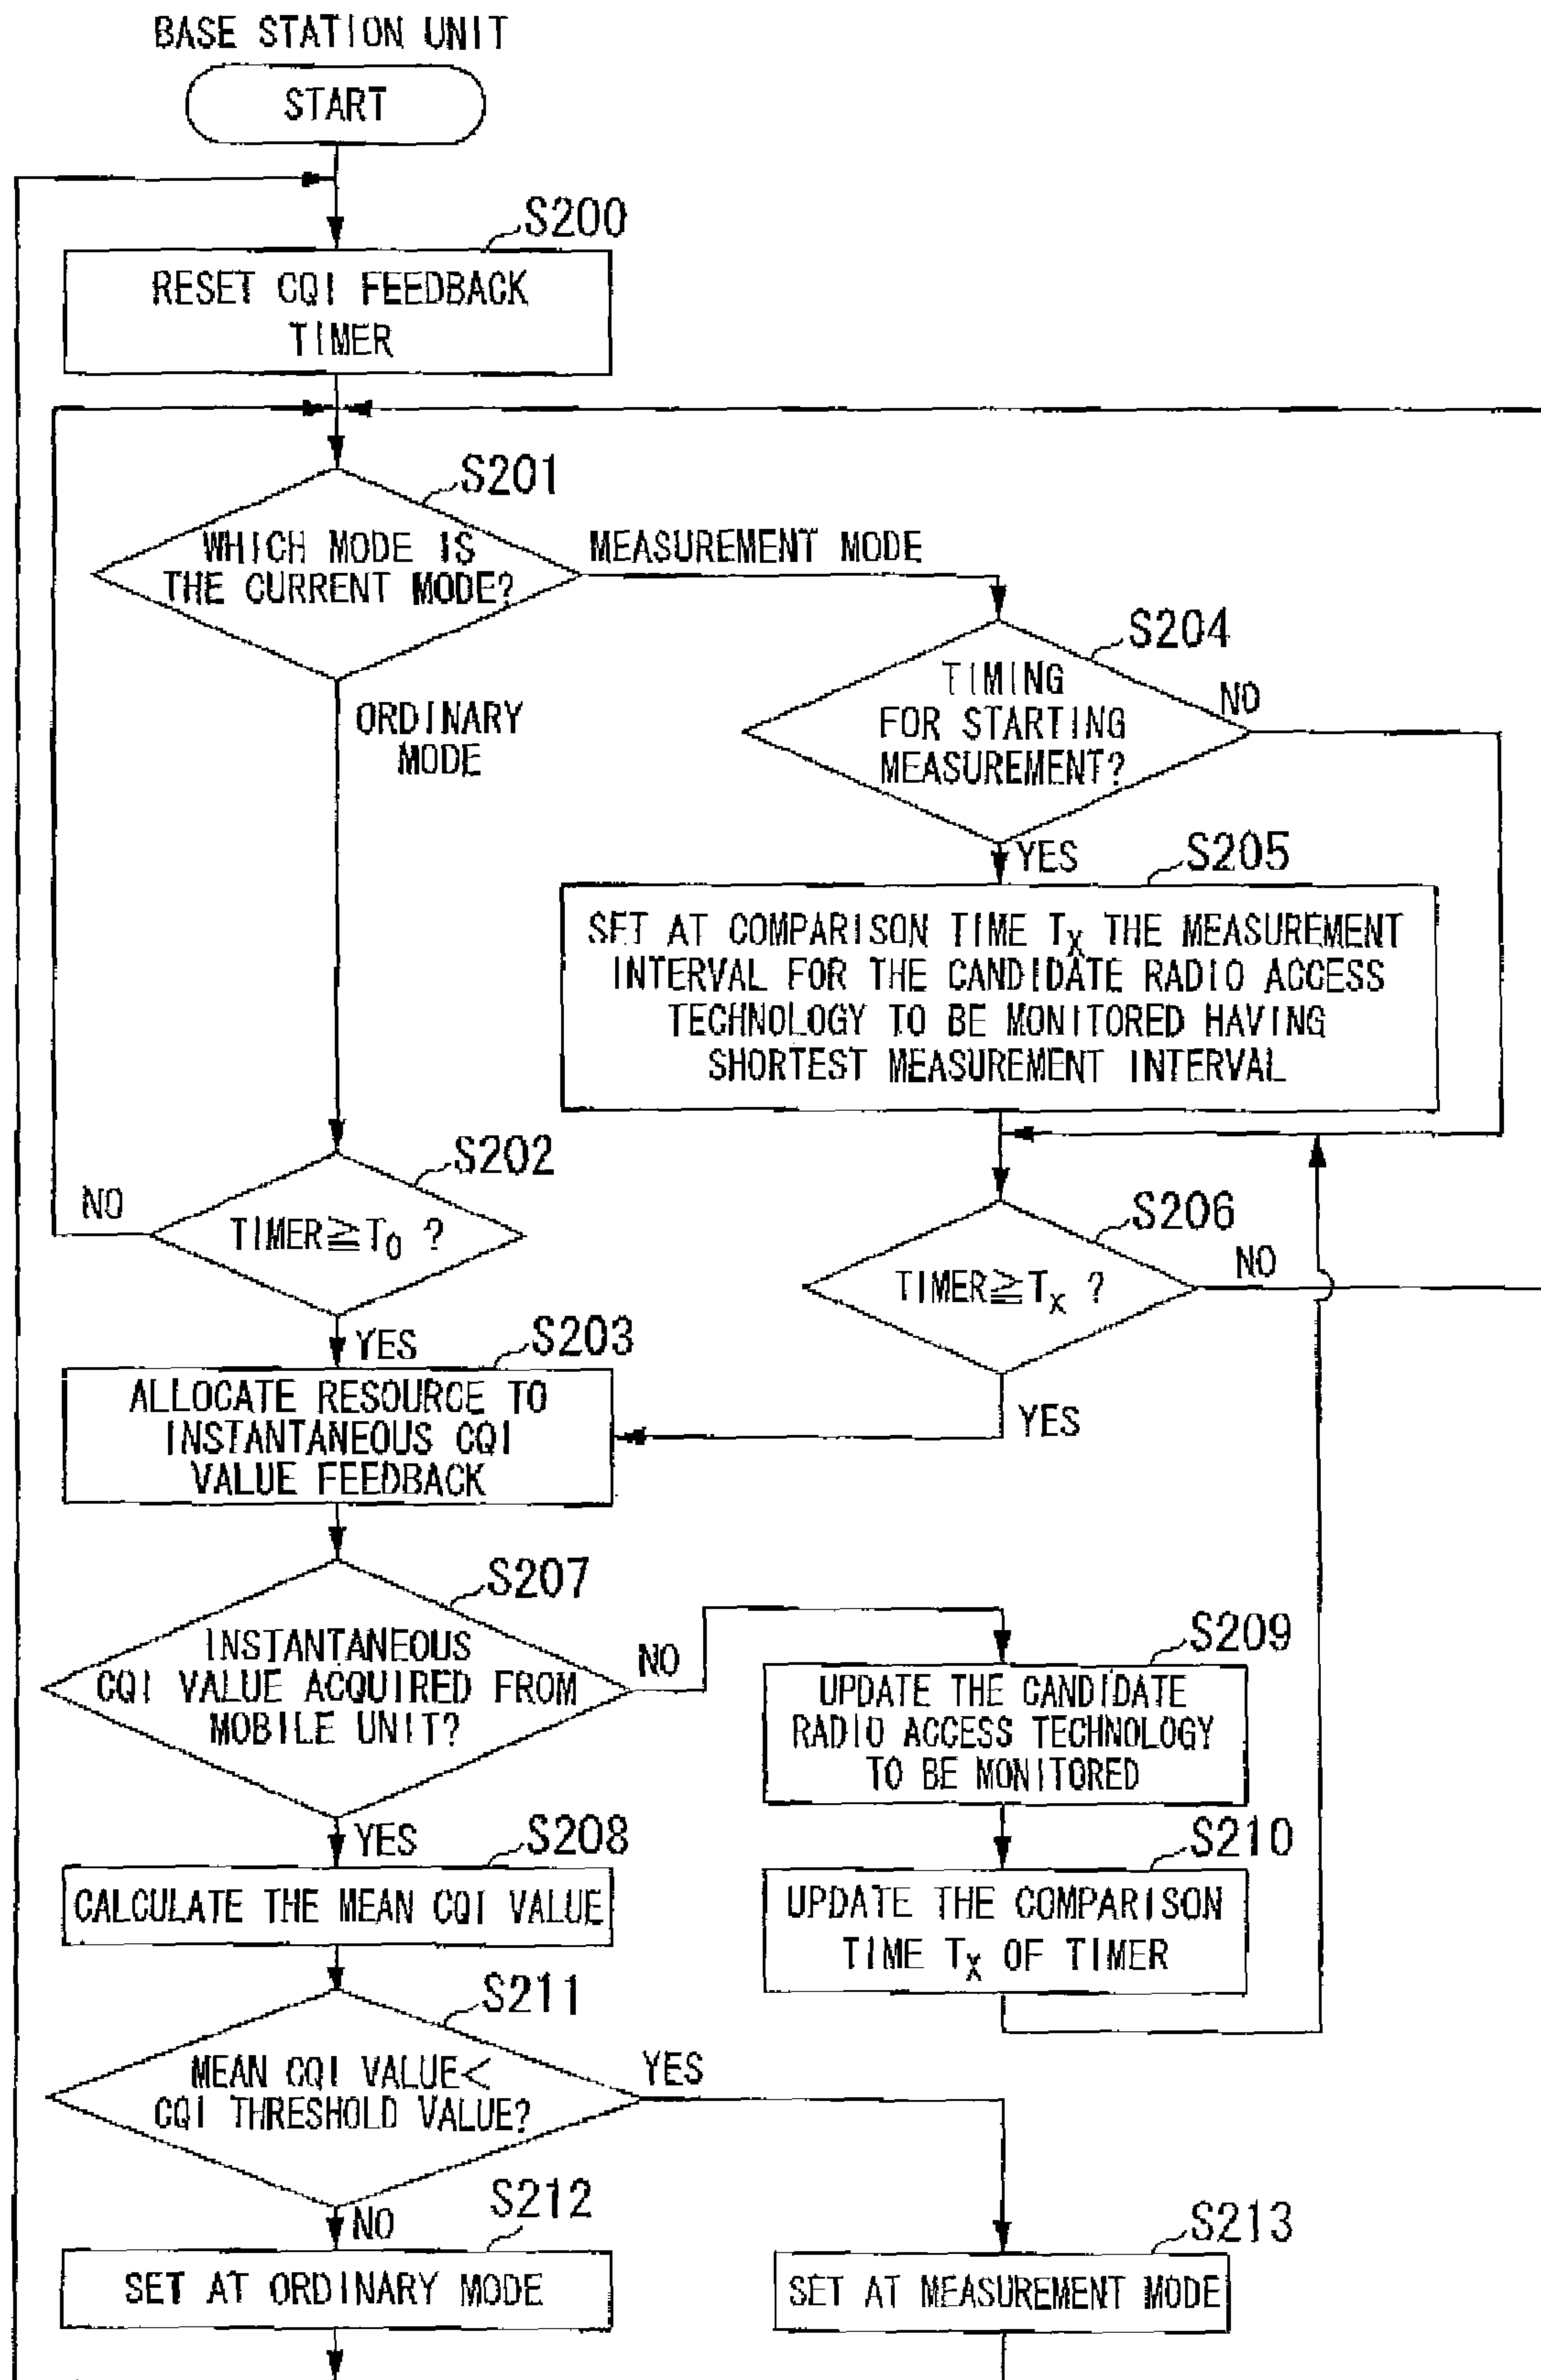 BASE STATION UNIT
START
S200
RESET CQI FEEDBACK
TIMER
S201
WHICH MODE IS
THE CURRENT MODE?
MEASUREMENT MODE
ORDINARY
MODE
S204
TIMING
FOR STARTING
MEASUREMENT?
NO
YES
S205
SET AT COMPARISON TIME TX THE MEASUREMENT
INTERVAL FOR THE CANDIDATE RADIO ACCESS
TECHNOLOGY TO BE MONITORED HAVING
SHORTEST MEASUREMENT INTERVAL
S202
NO
TIMER≧T0 ?
YES
S206
TIMER≧TX ?
NO
YES
S203
ALLOCATE RESOURCE TO
INSTANTANEOUS CQI
VALUE FEEDBACK
S207
INSTANTANEOUS
CQI VALUE ACQUIRED FROM
MOBILE UNIT?
NO
YES
S209
UPDATE THE CANDIDATE
RADIO ACCESS TECHNOLOGY
TO BE MONITORED
S208
CALCULATE THE MEAN CQI VALUE
S210
UPDATE THE COMPARISON
TIME TX OF TIMER
S211
MEAN CQI VALUE<
CQI THRESHOLD VALUE?
YES
NO
S212
SET AT ORDINARY MODE
S213
SET AT MEASUREMENT MODE